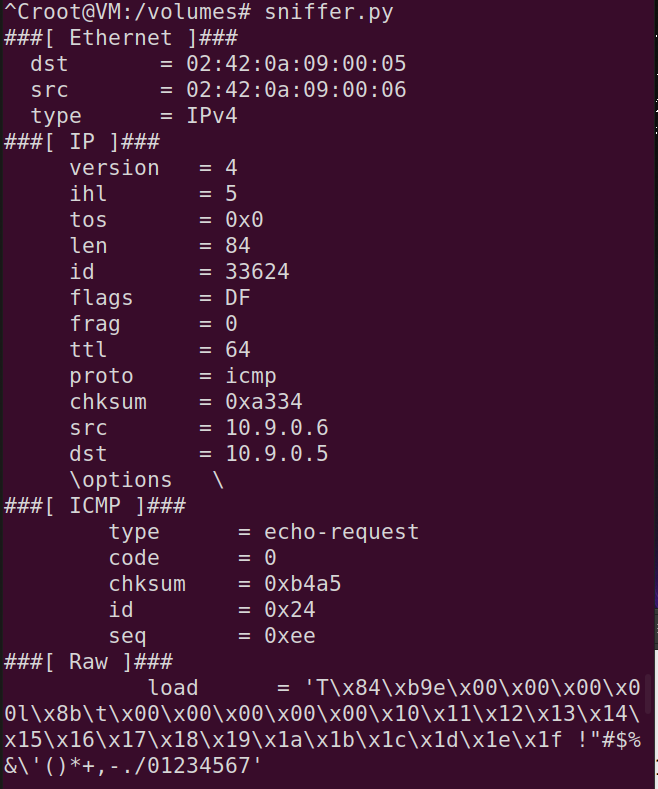 ^Croot@VM:/volumes# sniffer.py
###[ Ethernet ]###
  dst       = 02:42:0a:09:00:05
  src       = 02:42:0a:09:00:06
  type      = IPv4
###[ IP ]###
     version   = 4
     ihl       = 5
     tos       = 0x0
     len       = 84
     id        = 33624
     flags     = DF
     frag      = 0
     ttl       = 64
     proto     = icmp
     chksum    = 0xa334
     src       = 10.9.0.6
     dst       = 10.9.0.5
     \options   \
###[ ICMP ]###
        type      = echo-request
        code      = 0
        chksum    = 0xb4a5
        id        = 0x24
        seq       = 0xee
###[ Raw ]###
           load      = 'T\x84\xb9e\x00\x00\x00\x0
0l\x8b\t\x00\x00\x00\x00\x00\x10\x11\x12\x13\x14\
x15\x16\x17\x18\x19\x1a\x1b\x1c\x1d\x1e\x1f !"#$%
&\'()*+,-./01234567'